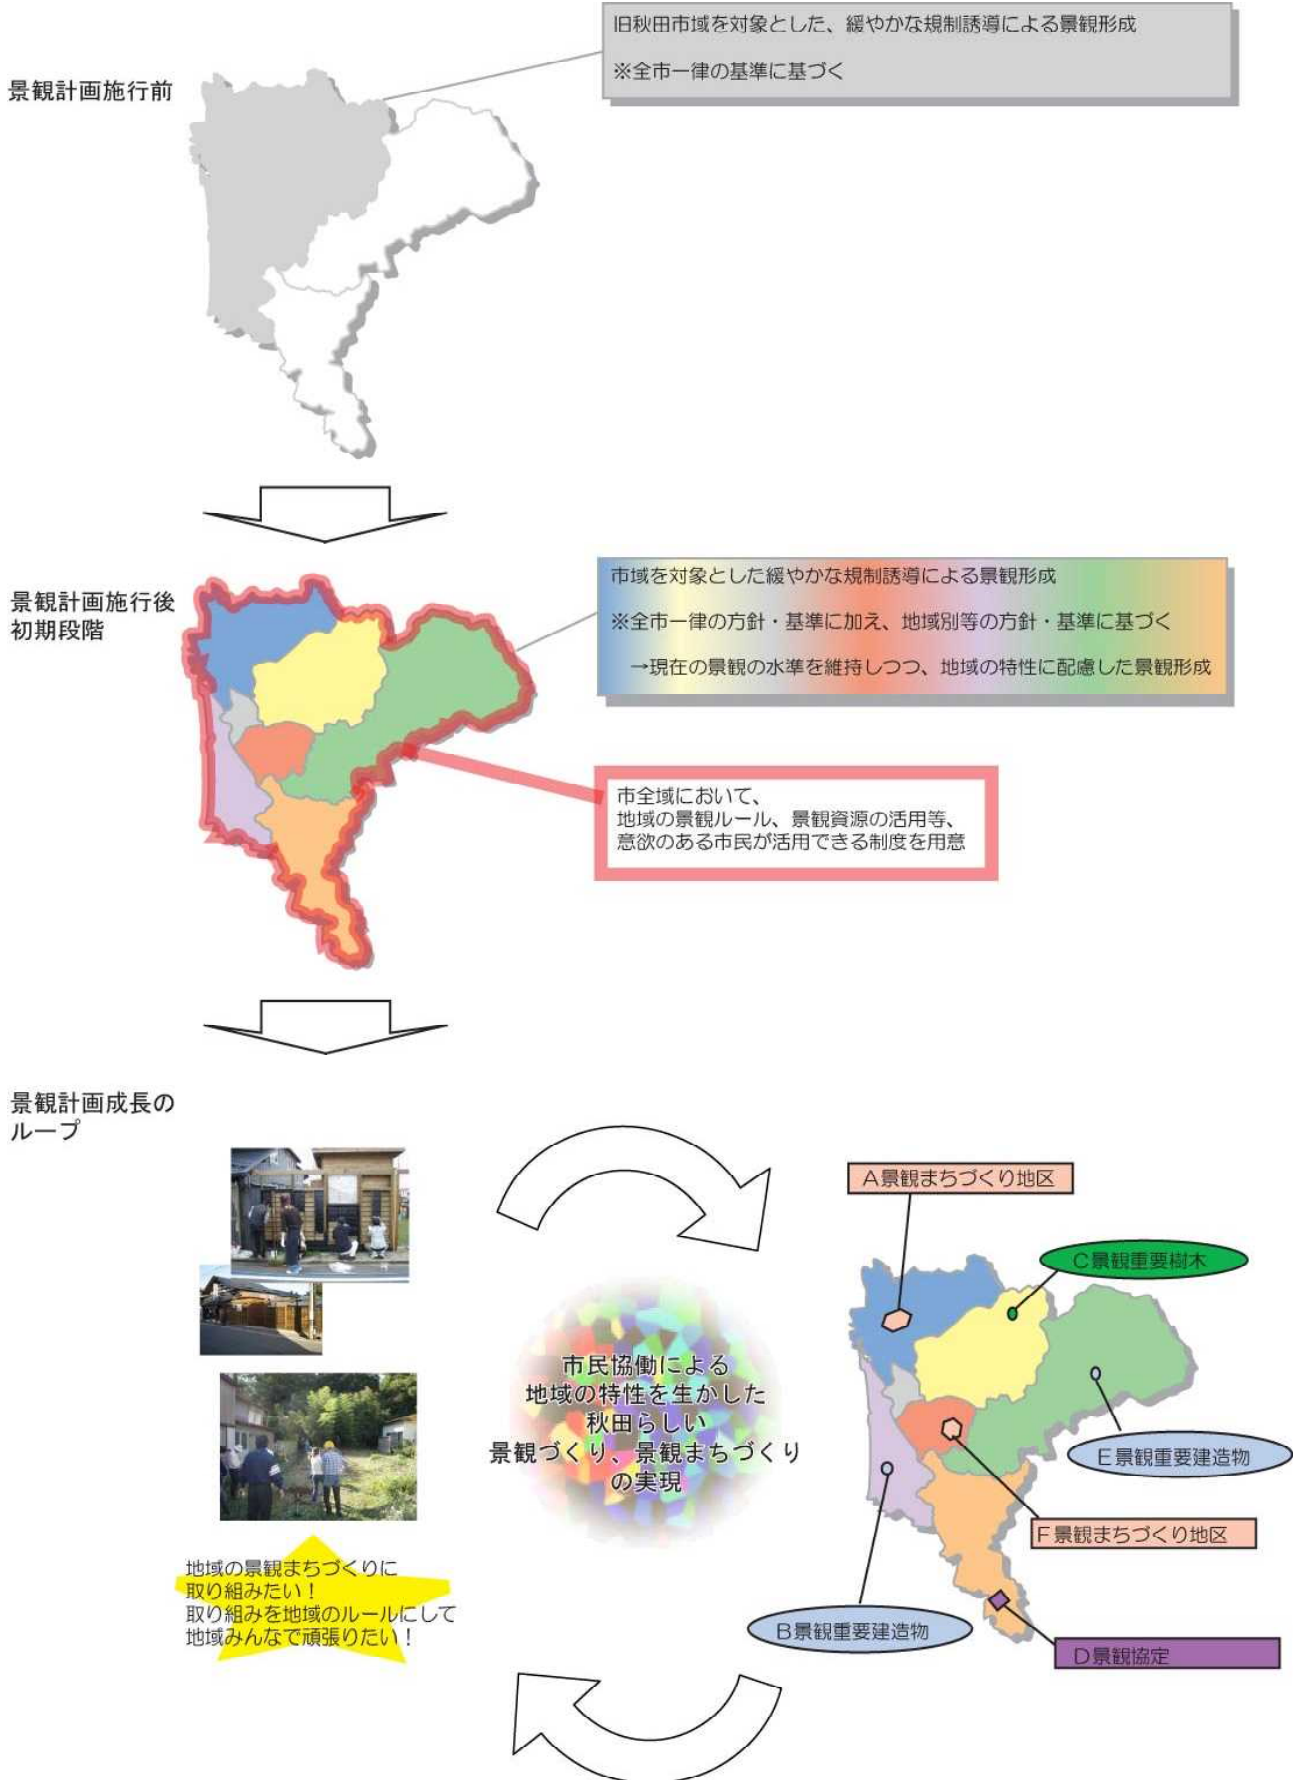 景観計画施行前
旧秋田市域を対象とした、緩やかな規制誘導による景観形成
※全市一律の基準に基づく
景観計画施行後
初期段階
市域を対象とした緩やかな規制誘導による景観形成
※全市一律の方針・基準に加え、地域別等の方針・基準に基づく
→現在の景観の水準を維持しつつ、地域の特性に配慮した景観形成
市全域において、
地域の景観ルール、景観資源の活用等、
意欲のある市民が活用できる制度を用意
景観計画成長の
ループ
A景観まちづくり地区
C景観重要樹木
市民協働による
地域の特性を生かした
秋田らしい
景観づくり、景観まちづくり
の実現
E景観重要建造物
F景観まちづくり地区
B景観重要建造物
D景観協定
地域の景観まちづくりに
取り組みたい！
取り組みを地域のルールにして
地域みんなで頑張りたい！